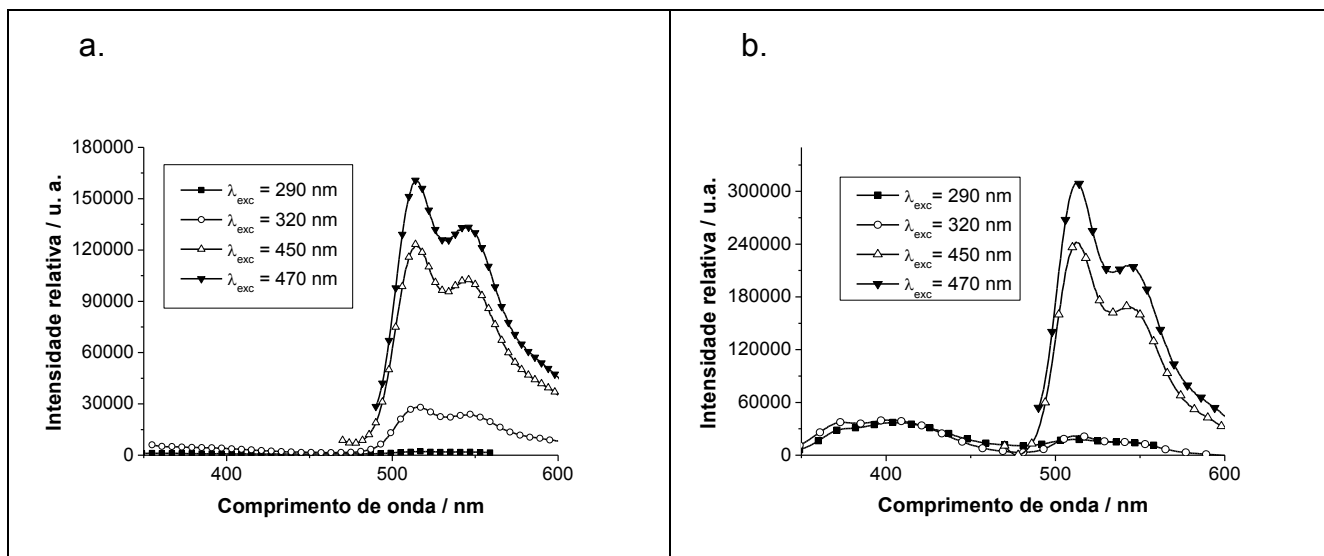 a.
Intensidade relativa / u. a.
180000
150000
120000
90000
60000
30000
0
λexc = 290 nm
λexc = 320 nm
λexc = 450 nm
λexc = 470 nm
400
500
600
Comprimento de onda / nm
b.
Intensidade relativa / u.a.
300000
240000
180000
120000
60000
0
λexc = 290 nm
λexc = 320 nm
λexc = 450 nm
λexc = 470 nm
400
500
600
Comprimento de onda / nm